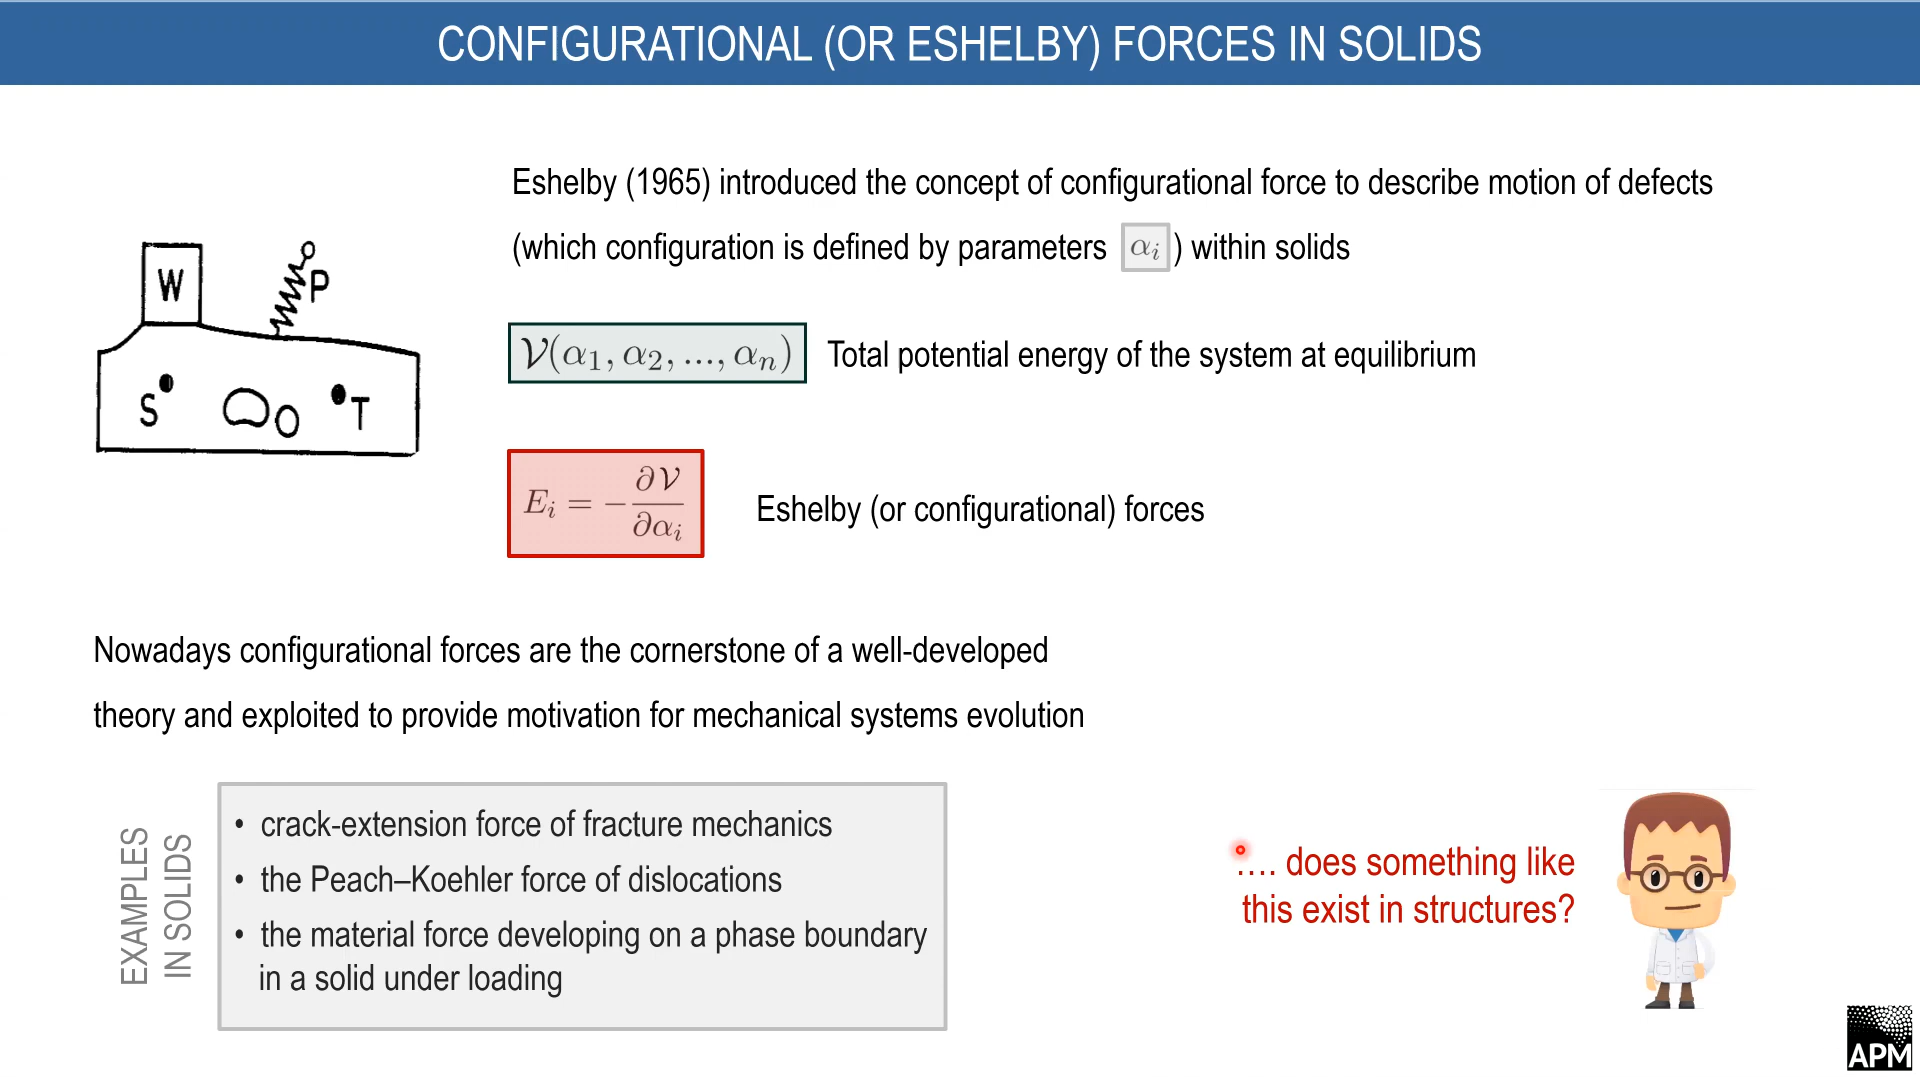 CONFIGURATIONAL (OR ESHELBY) FORCES IN SOLIDS
Eshelby (1965) introduced the concept of configurational force to describe motion of defects
(which configuration is defined by parameters αᵢ ) within solids
W
P
S
O
T
𝒱(α₁, α₂, ..., αₙ) Total potential energy of the system at equilibrium
Eᵢ = −∂𝒱/∂αᵢ Eshelby (or configurational) forces
Nowadays configurational forces are the cornerstone of a well-developed
theory and exploited to provide motivation for mechanical systems evolution
EXAMPLES
IN SOLIDS
• crack-extension force of fracture mechanics
• the Peach–Koehler force of dislocations
• the material force developing on a phase boundary
in a solid under loading
…. does something like
this exist in structures?
APM